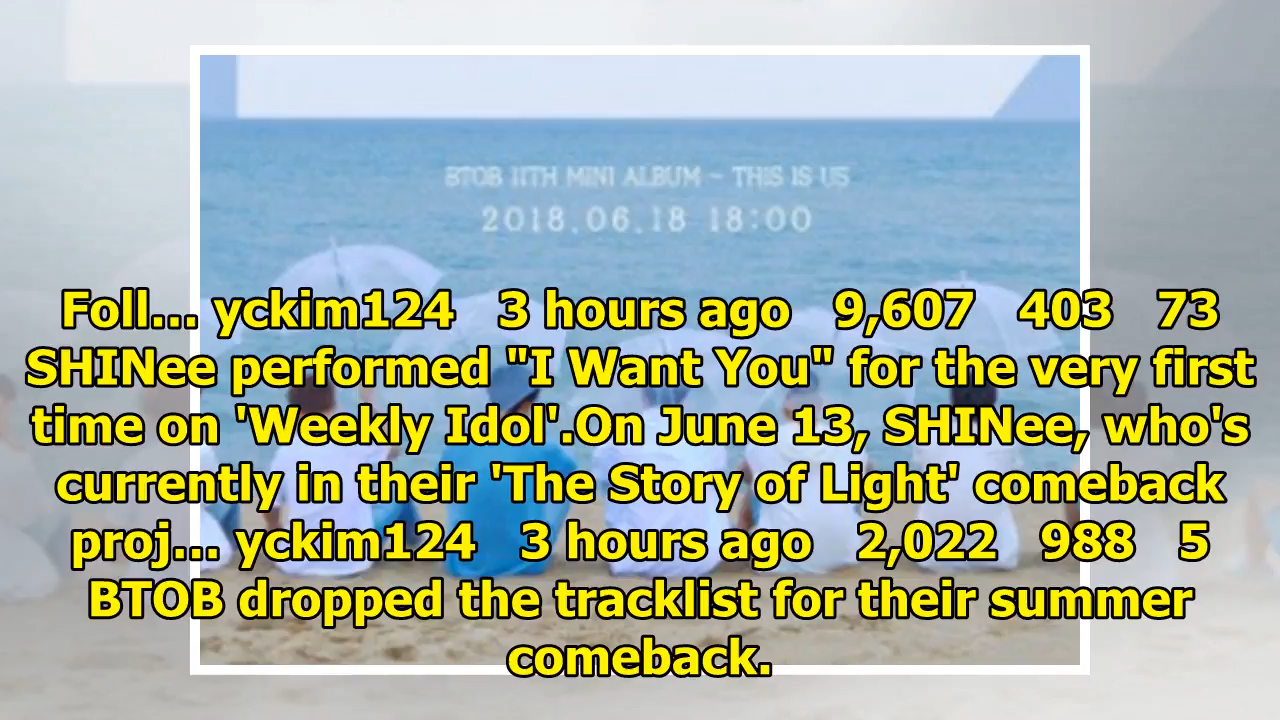 BTOB 11TH MINI ALBUM - THIS IS US
2018.06.18 18:00
Foll... yckim124 3 hours ago 9,607 403 73
SHINee performed "I Want You" for the very first
time on 'Weekly Idol'.On June 13, SHINee, who's
currently in their 'The Story of Light' comeback
proj... yckim124 3 hours ago 2,022 988 5
BTOB dropped the tracklist for their summer
comeback.